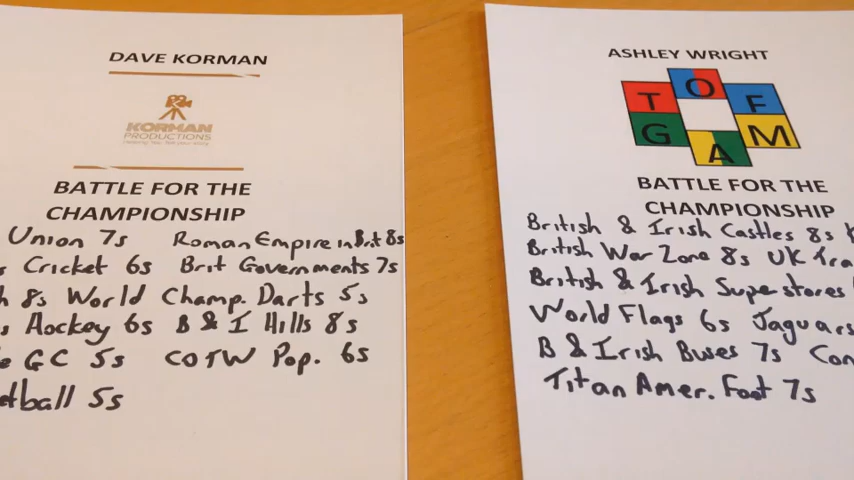 DAVE KORMAN
KORMAN
PRODUCTIONS
BATTLE FOR THE
CHAMPIONSHIP
Union 7s Roman Empire in Brit 8s
Cricket 6s Brit Governments 7s
8s World Champ. Darts 5s
Hockey 6s B & I Hills 8s
GC 5s COTW Pop. 6s
5s
ASHLEY WRIGHT
TOF
GAM
BATTLE FOR THE
CHAMPIONSHIP
British & Irish Castles 8s
British War Zone 8s UK
British & Irish Superstores
World Flags 6s Jaguars
B & Irish Buses 7s
Titan Amer. Foot 7s